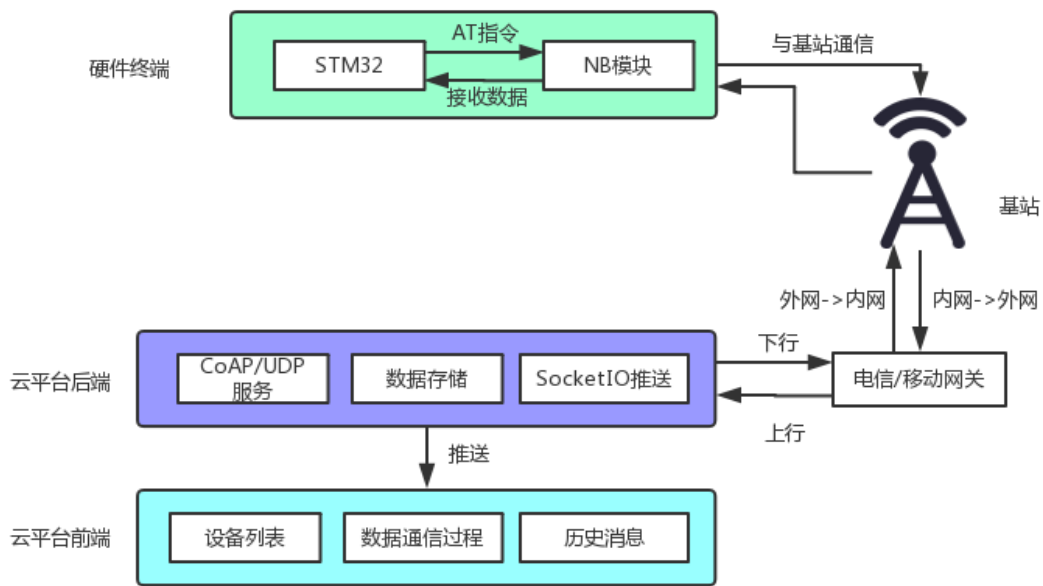 AT指令
硬件终端
STM32
NB模块
接收数据
与基站通信
基站
外网->内网
内网->外网
云平台后端
CoAP/UDP
服务
数据存储
SocketIO推送
下行
电信/移动网关
上行
推送
云平台前端
设备列表
数据通信过程
历史消息